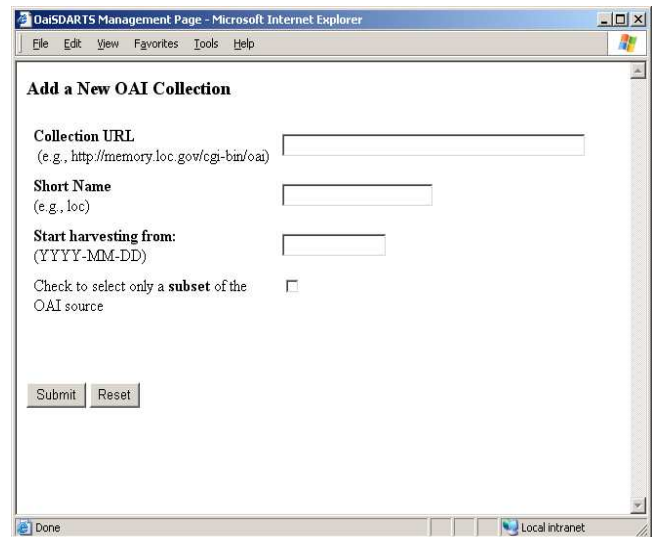 OaiSDARTS Management Page - Microsoft Internet Explorer
File Edit View Favorites Tools Help
Add a New OAI Collection
Collection URL
(e.g., http://memory.loc.gov/cgi-bin/oai)
Short Name
(e.g., loc)
Start harvesting from:
(YYYY-MM-DD)
Check to select only a subset of the
OAI source
Submit Reset
Done Local intranet